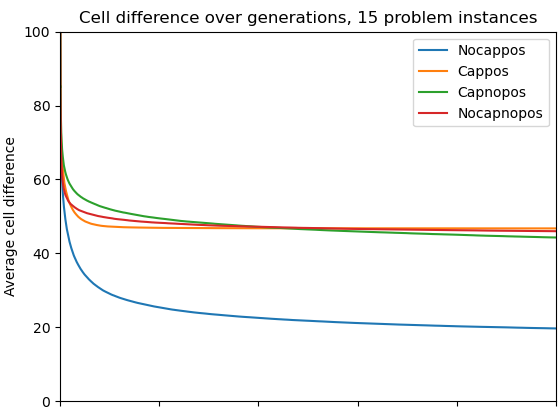 Cell difference over generations, 15 problem instances
Nocappos
Cappos
Capnopos
Nocapnopos
Average cell difference
100
80
60
40
20
0